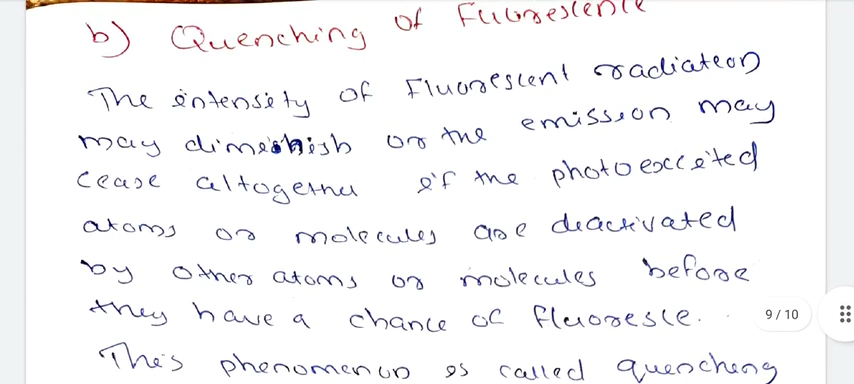 b) Quenching of Fluorescence
The intensity of Fluorescent radiation
may diminish or the emission may
cease altogether if the photoexcited
atoms or molecules are deactivated
by other atoms or molecules before
they have a chance of fluoresce.
9 / 10
This phenomenon is called quenching